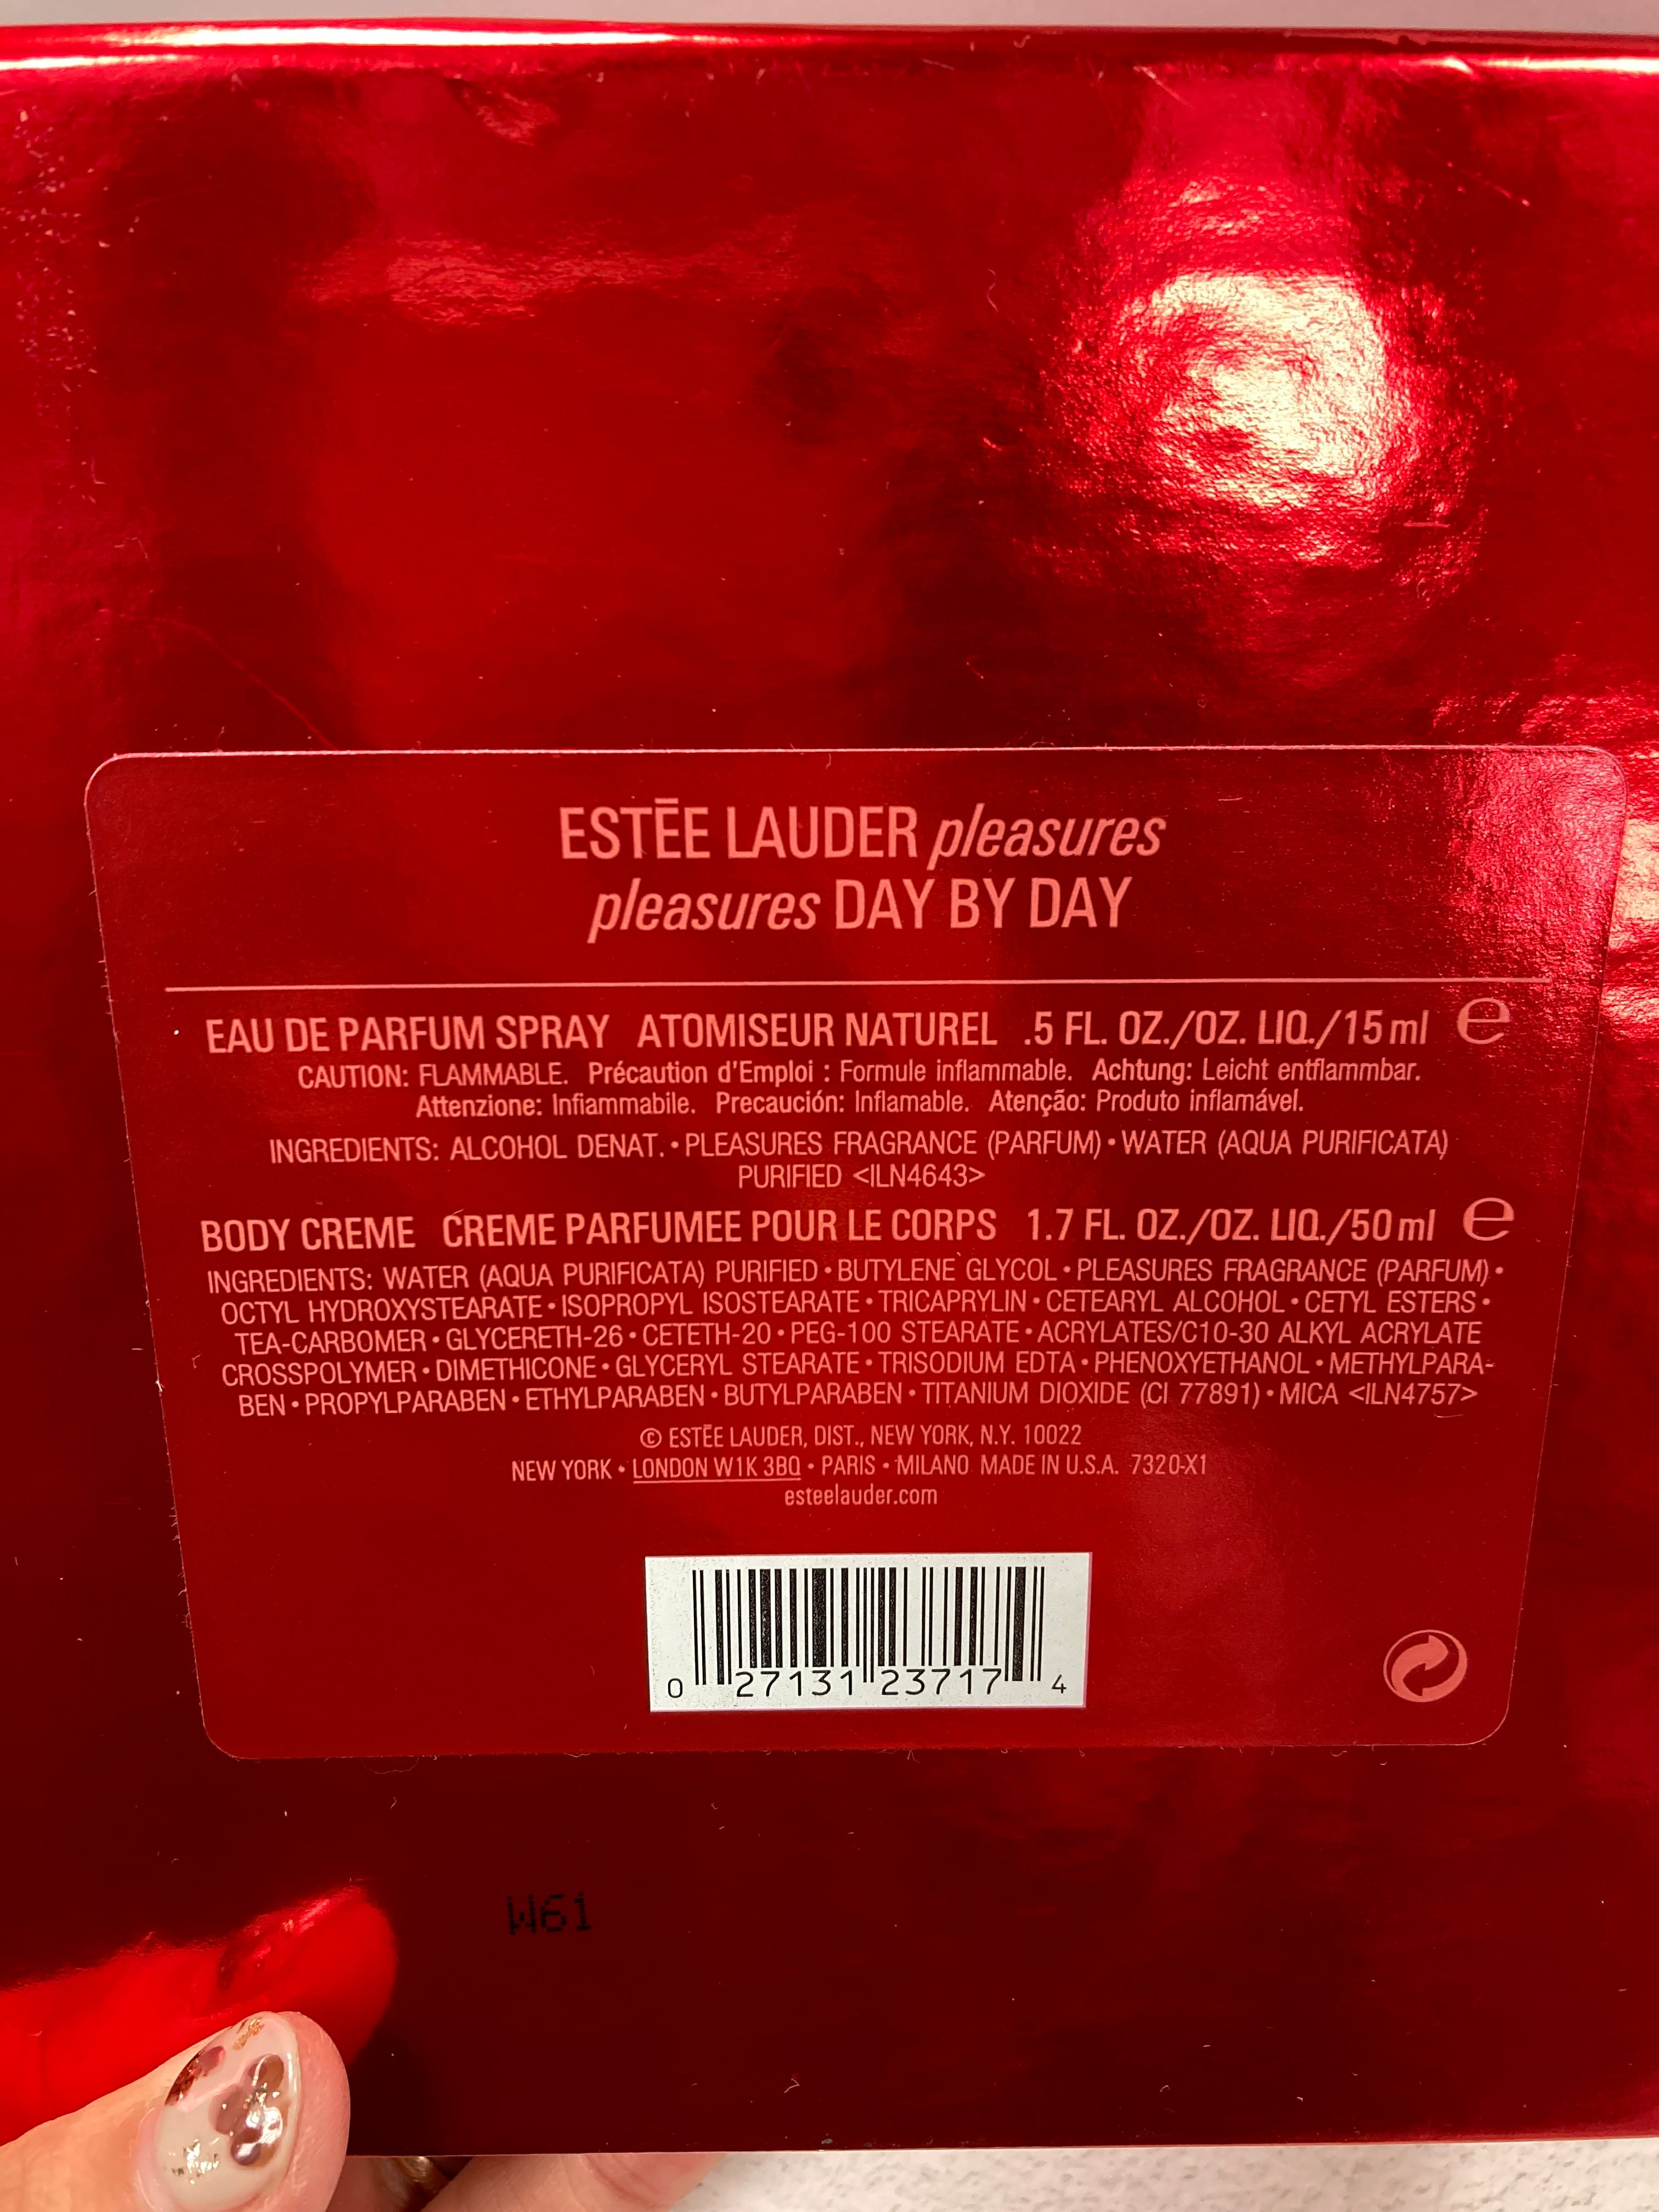 ESTĒE LAUDER pleasures
pleasures DAY BY DAY
EAU DE PARFUM SPRAY ATOMISEUR NATUREL .5 FL. OZ./OZ. LIQ./15 ml ℮
CAUTION: FLAMMABLE. Précaution d'Emploi : Formule inflammable. Achtung: Leicht entflammbar.
Attenzione: Infiammabile. Precaución: Inflamable. Atenção: Produto inflamável.
INGREDIENTS: ALCOHOL DENAT. • PLEASURES FRAGRANCE (PARFUM) • WATER (AQUA PURIFICATA)
PURIFIED <ILN4643>
BODY CREME CREME PARFUMEE POUR LE CORPS 1.7 FL. OZ./OZ. LIQ./50 ml ℮
INGREDIENTS: WATER (AQUA PURIFICATA) PURIFIED • BUTYLENE GLYCOL • PLEASURES FRAGRANCE (PARFUM) •
OCTYL HYDROXYSTEARATE • ISOPROPYL ISOSTEARATE • TRICAPRYLIN • CETEARYL ALCOHOL • CETYL ESTERS •
TEA-CARBOMER • GLYCERETH-26 • CETETH-20 • PEG-100 STEARATE • ACRYLATES/C10-30 ALKYL ACRYLATE
CROSSPOLYMER • DIMETHICONE • GLYCERYL STEARATE • TRISODIUM EDTA • PHENOXYETHANOL • METHYLPARA-
BEN • PROPYLPARABEN • ETHYLPARABEN • BUTYLPARABEN • TITANIUM DIOXIDE (CI 77891) • MICA <ILN4757>
© ESTĒE LAUDER, DIST., NEW YORK, N.Y. 10022
NEW YORK • LONDON W1K 3BQ • PARIS • MILANO MADE IN U.S.A. 7320-X1
esteelauder.com
0 27131 23717 4
W61